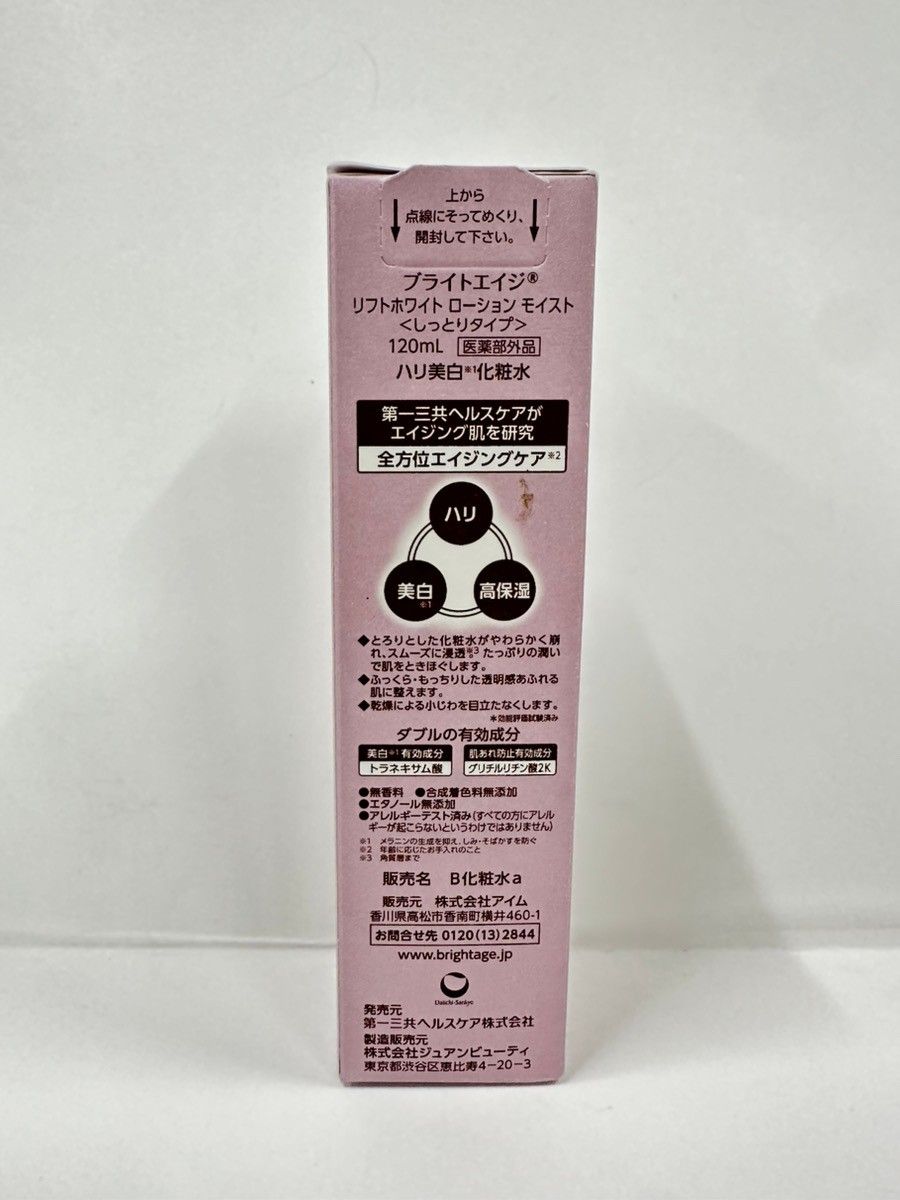 上から
点線にそってめくり、
開封して下さい。
ブライトエイジ®
リフトホワイト ローション モイスト
<しっとりタイプ>
120mL 医薬部外品
ハリ美白※1化粧水
第一三共ヘルスケアが
エイジング肌を研究
全方位エイジングケア※2
ハリ
美白※1
高保湿
◆とろりとした化粧水がやわらかく崩
れ、スムーズに浸透※3。たっぷりの潤い
で肌をときほぐします。
◆ふっくら・もっちりした透明感あふれる
肌に整えます。
◆乾燥による小じわを目立たなくします。
*効能評価試験済み
ダブルの有効成分
美白※1有効成分
トラネキサム酸
肌あれ防止有効成分
グリチルリチン酸2K
●無香料 ●合成着色料無添加
●エタノール無添加
●アレルギーテスト済み(すべての方にアレル
ギーが起こらないというわけではありません)
※1 メラニンの生成を抑え、しみ・そばかすを防ぐ
※2 年齢に応じたお手入れのこと
※3 角質層まで
販売名 B化粧水a
販売元 株式会社アイム
香川県高松市香南町横井460-1
お問合せ先 0120(13)2844
www.brightage.jp
Daiichi-Sankyo
発売元
第一三共ヘルスケア株式会社
製造販売元
株式会社ジュアンビューティ
東京都渋谷区恵比寿4-20-3